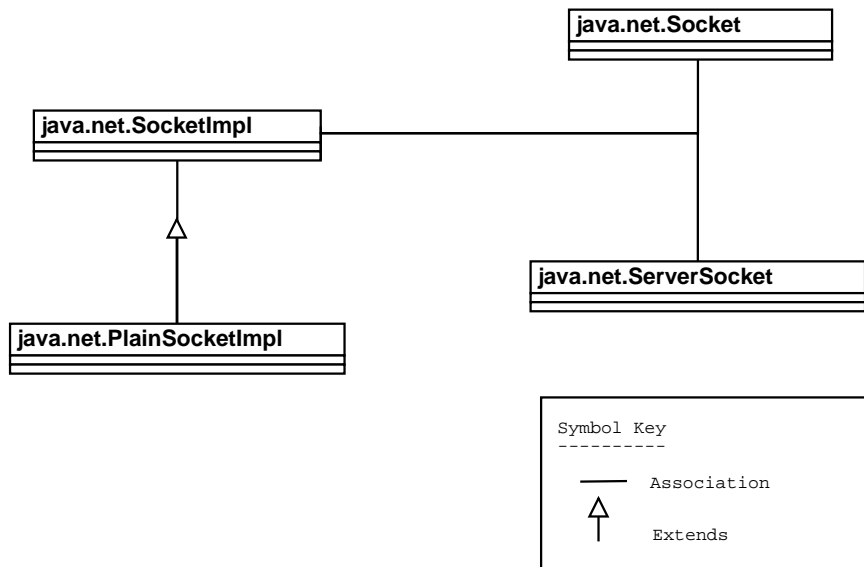 java.net.Socket
java.net.SocketImpl
java.net.ServerSocket
java.net.PlainSocketImpl
Symbol Key
----------
Association
Extends